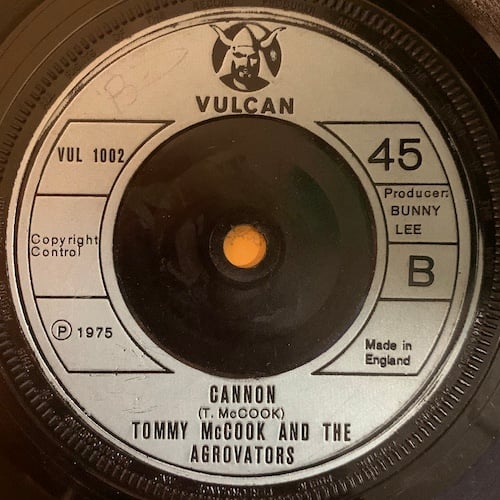 VULCAN
VUL 1002
Copyright
Control
Ⓟ 1975
45
Producer:
BUNNY
LEE
B
Made in
England
CANNON
(T. McCOOK)
TOMMY McCOOK AND THE
AGROVATORS